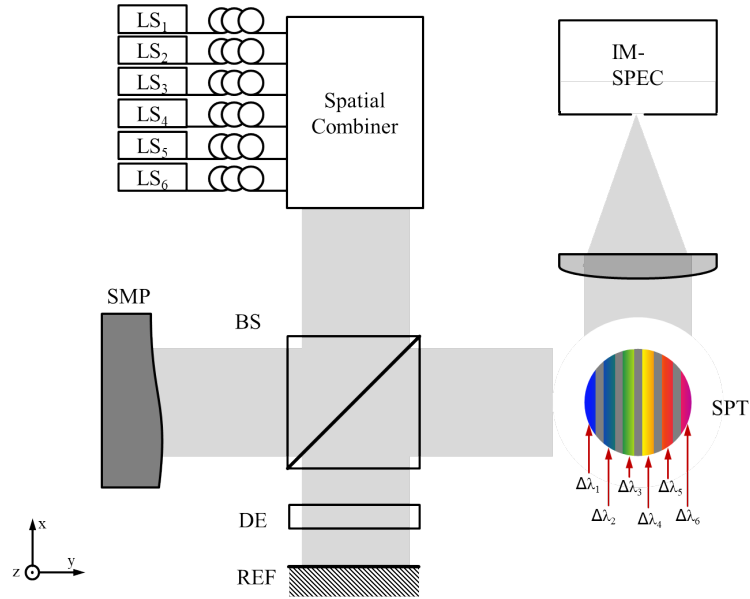 LS₁
LS₂
LS₃
LS₄
LS₅
LS₆
Spatial
Combiner
IM-
SPEC
SMP
BS
SPT
Δλ₁
Δλ₂
Δλ₃
Δλ₄
Δλ₅
Δλ₆
DE
REF
x
y
z